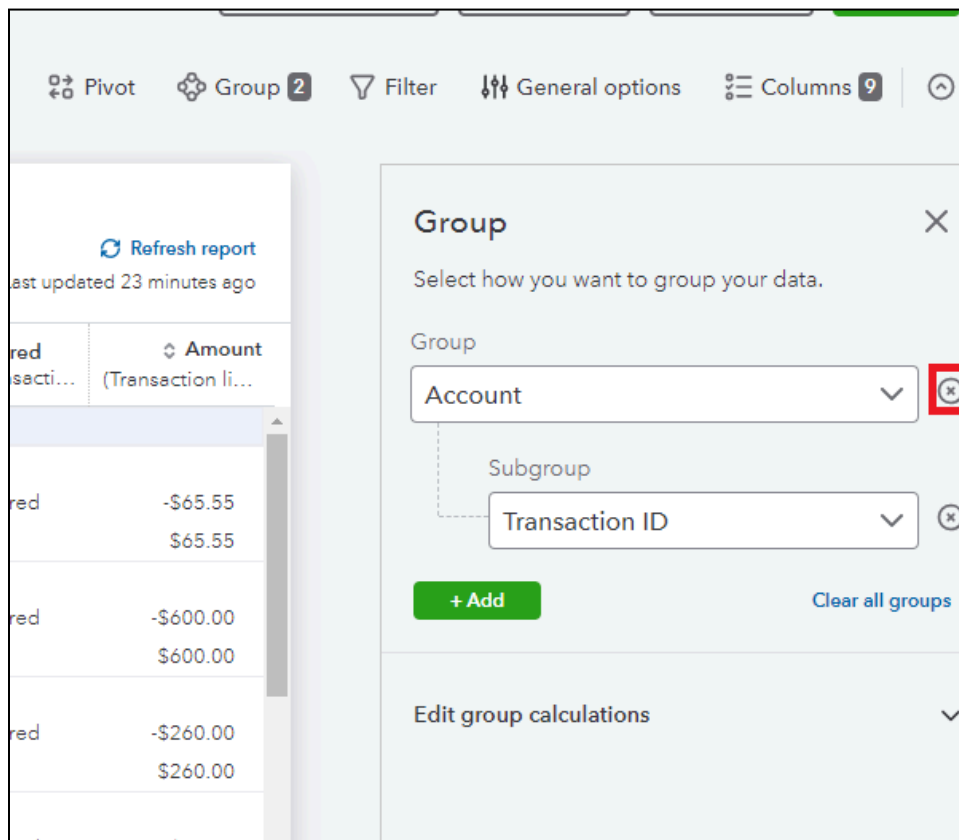 Pivot Group 2 Filter General options Columns 9
Refresh report
ast updated 23 minutes ago
red Amount
nsacti... (Transaction li...
red -$65.55
$65.55
red -$600.00
$600.00
red -$260.00
$260.00
Group
Select how you want to group your data.
Group
Account
Subgroup
Transaction ID
+ Add Clear all groups
Edit group calculations